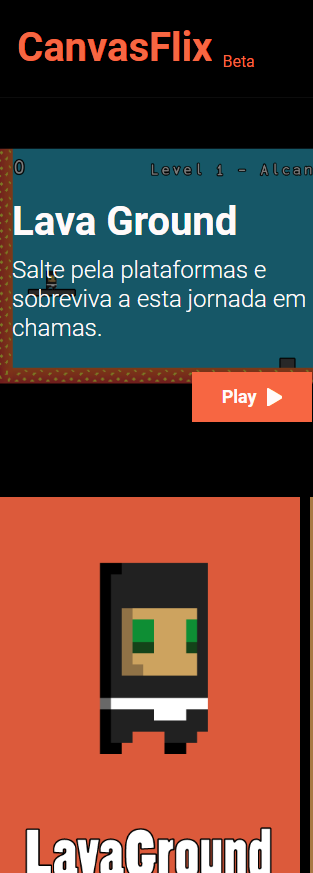 CanvasFlix Beta
0 Level 1 - Alcan
Lava Ground
Salte pela plataformas e
sobreviva a esta jornada em
chamas.
Play
LavaGround